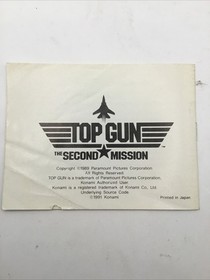 TOP GUN
THE SECOND MISSION
TM
Copyright ©1989 Paramount Pictures Corporation.
All Rights Reserved.
TOP GUN is a trademark of Paramount Pictures Corporation.
Konami Authorized User.
Konami is a registered trademark of Konami Co., Ltd.
Underlying Source Code
©1990 Konami
Printed in Japan